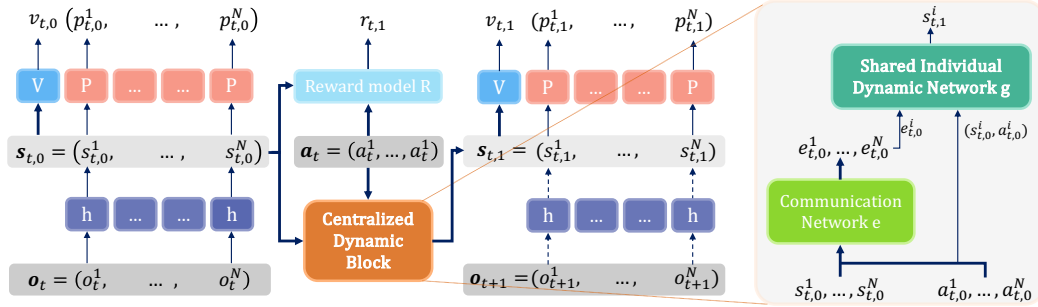 v_{t,0} (p^1_{t,0}, ... , p^N_{t,0}
r_{t,1}
v_{t,1} (p^1_{t,1}, ... , p^N_{t,1})
V P ... ... P
Reward model R
V P ... ... P
s_{t,0} = (s^1_{t,0}, ... , s^N_{t,0})
a_t = (a^1_t, ... , a^1_t)
s_{t,1} = (s^1_{t,1}, ... , s^N_{t,1})
h ... ... h
Centralized
Dynamic
Block
h ... ... h
o_t = (o^1_t, ... , o^N_t)
o_{t+1}=(o^1_{t+1}, ... , o^N_{t+1})
s^i_{t,1}
Shared Individual
Dynamic Network g
e^i_{t,0}
(s^i_{t,0}, a^i_{t,0})
e^1_{t,0}, ... , e^N_{t,0}
Communication
Network e
s^1_{t,0}, ... , s^N_{t,0}
a^1_{t,0}, ... , a^N_{t,0}